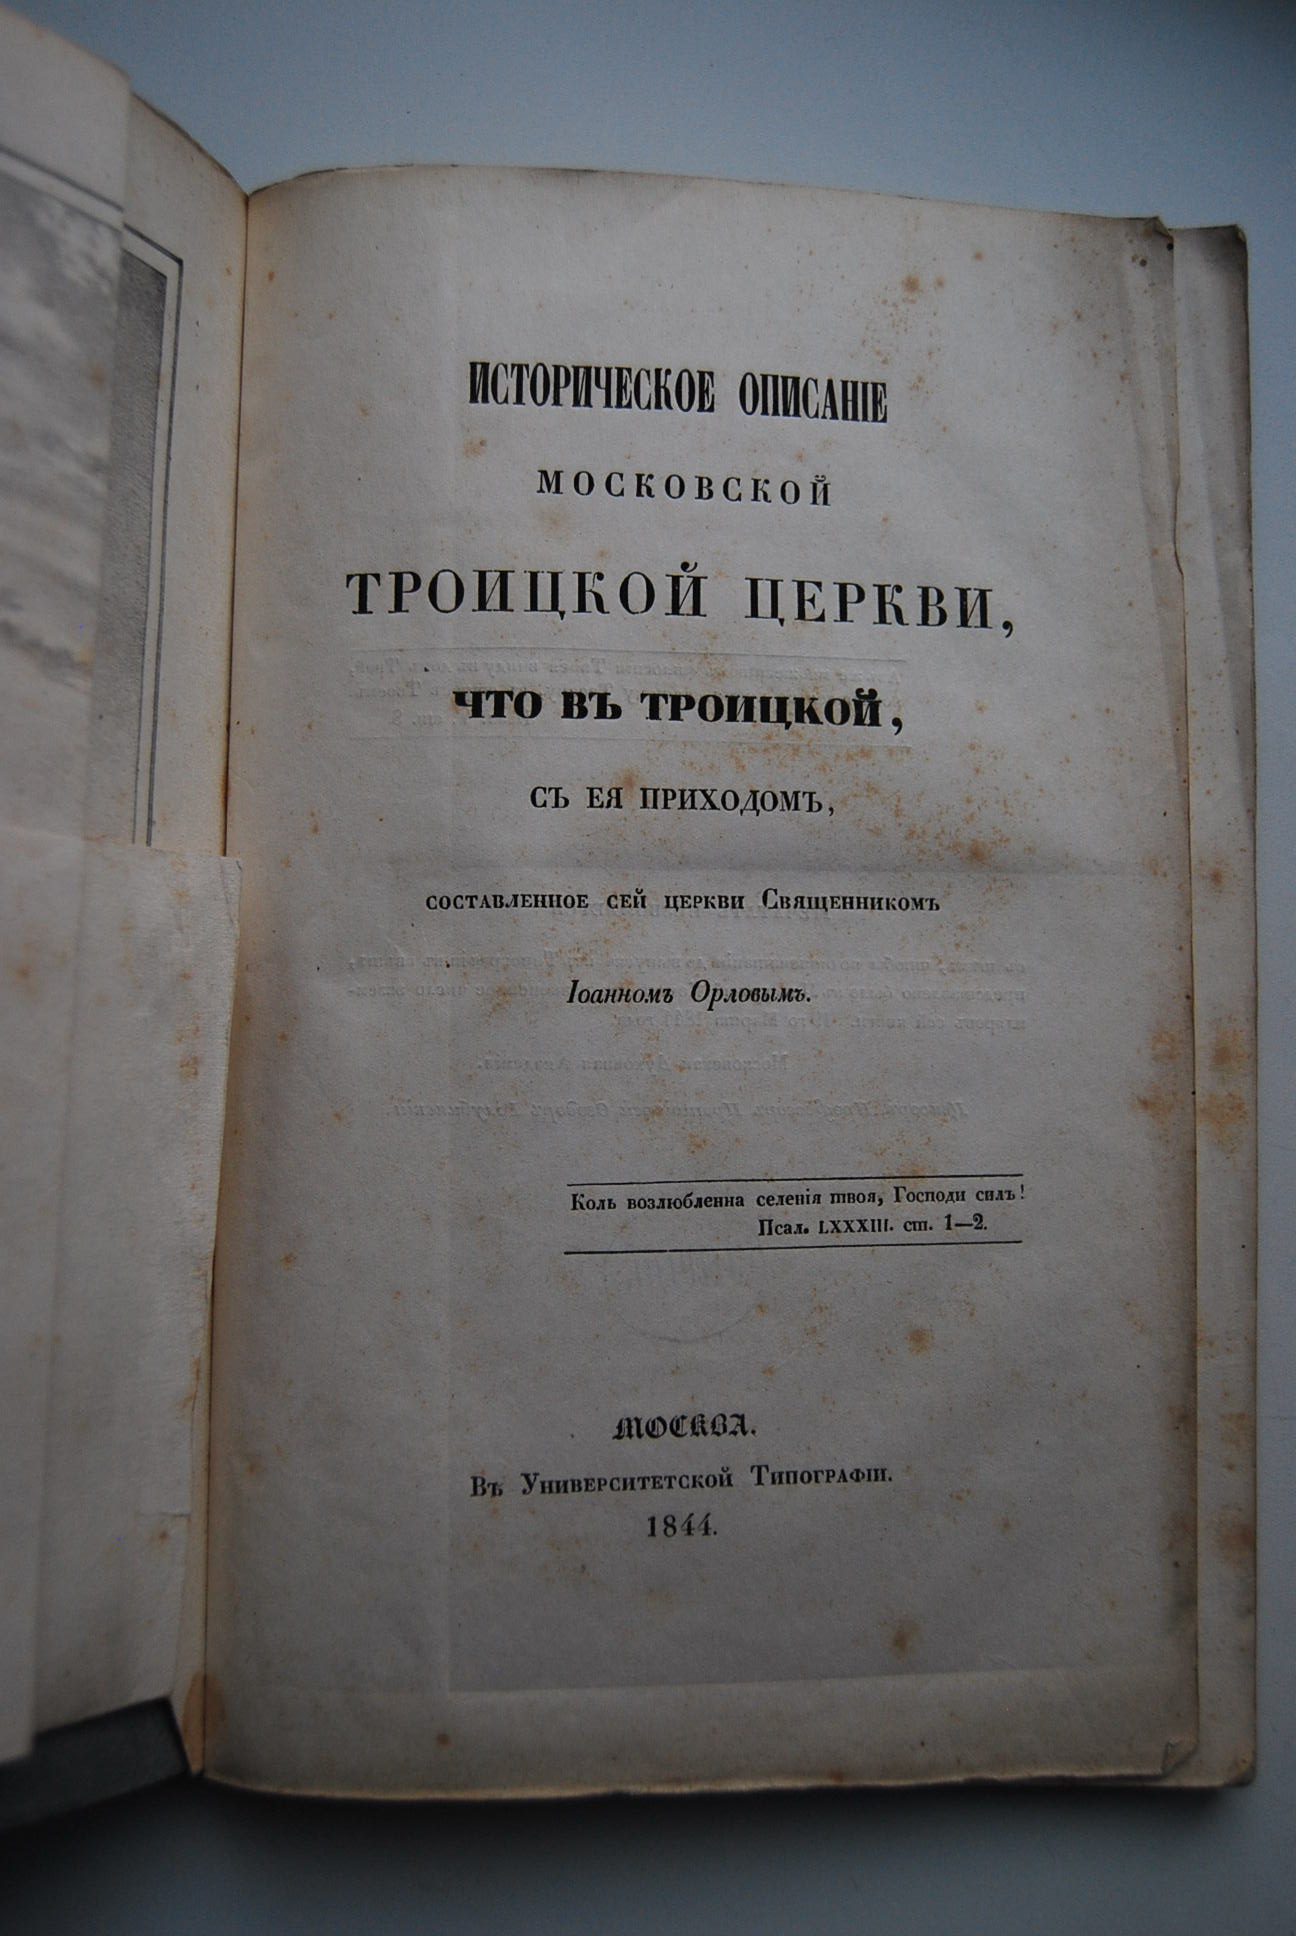 ИСТОРИЧЕСКОЕ ОПИСАНІЕ
МОСКОВСКОЙ
ТРОИЦКОЙ ЦЕРКВИ,
ЧТО ВЪ ТРОИЦКОЙ,
СЪ ЕЯ ПРИХОДОМЪ,
СОСТАВЛЕННОЕ СЕЙ ЦЕРКВИ СВЯЩЕННИКОМЪ
Іоанномъ Орловымъ.
Коль возлюбленна селенія твоя, Господи силъ!
Псал. LXXXIII. ст. 1—2.
МОСКВА.
Въ Университетской Типографіи.
1844.